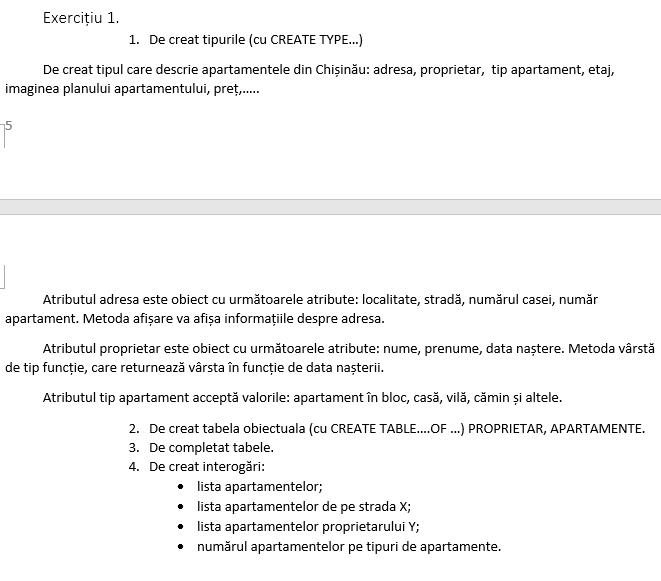 Exercițiu 1.
1. De creat tipurile (cu CREATE TYPE...)
De creat tipul care descrie apartamentele din Chișinău: adresa, proprietar, tip apartament, etaj,
imaginea planului apartamentului, preț,.....
5
Atributul adresa este obiect cu următoarele atribute: localitate, stradă, numărul casei, număr
apartament. Metoda afișare va afișa informațiile despre adresa.
Atributul proprietar este obiect cu următoarele atribute: nume, prenume, data naștere. Metoda vârstă
de tip funcție, care returnează vârsta în funcție de data nașterii.
Atributul tip apartament acceptă valorile: apartament în bloc, casă, vilă, cămin și altele.
2. De creat tabela obiectuala (cu CREATE TABLE....OF ...) PROPRIETAR, APARTAMENTE.
3. De completat tabele.
4. De creat interogări:
• lista apartamentelor;
• lista apartamentelor de pe strada X;
• lista apartamentelor proprietarului Y;
• numărul apartamentelor pe tipuri de apartamente.